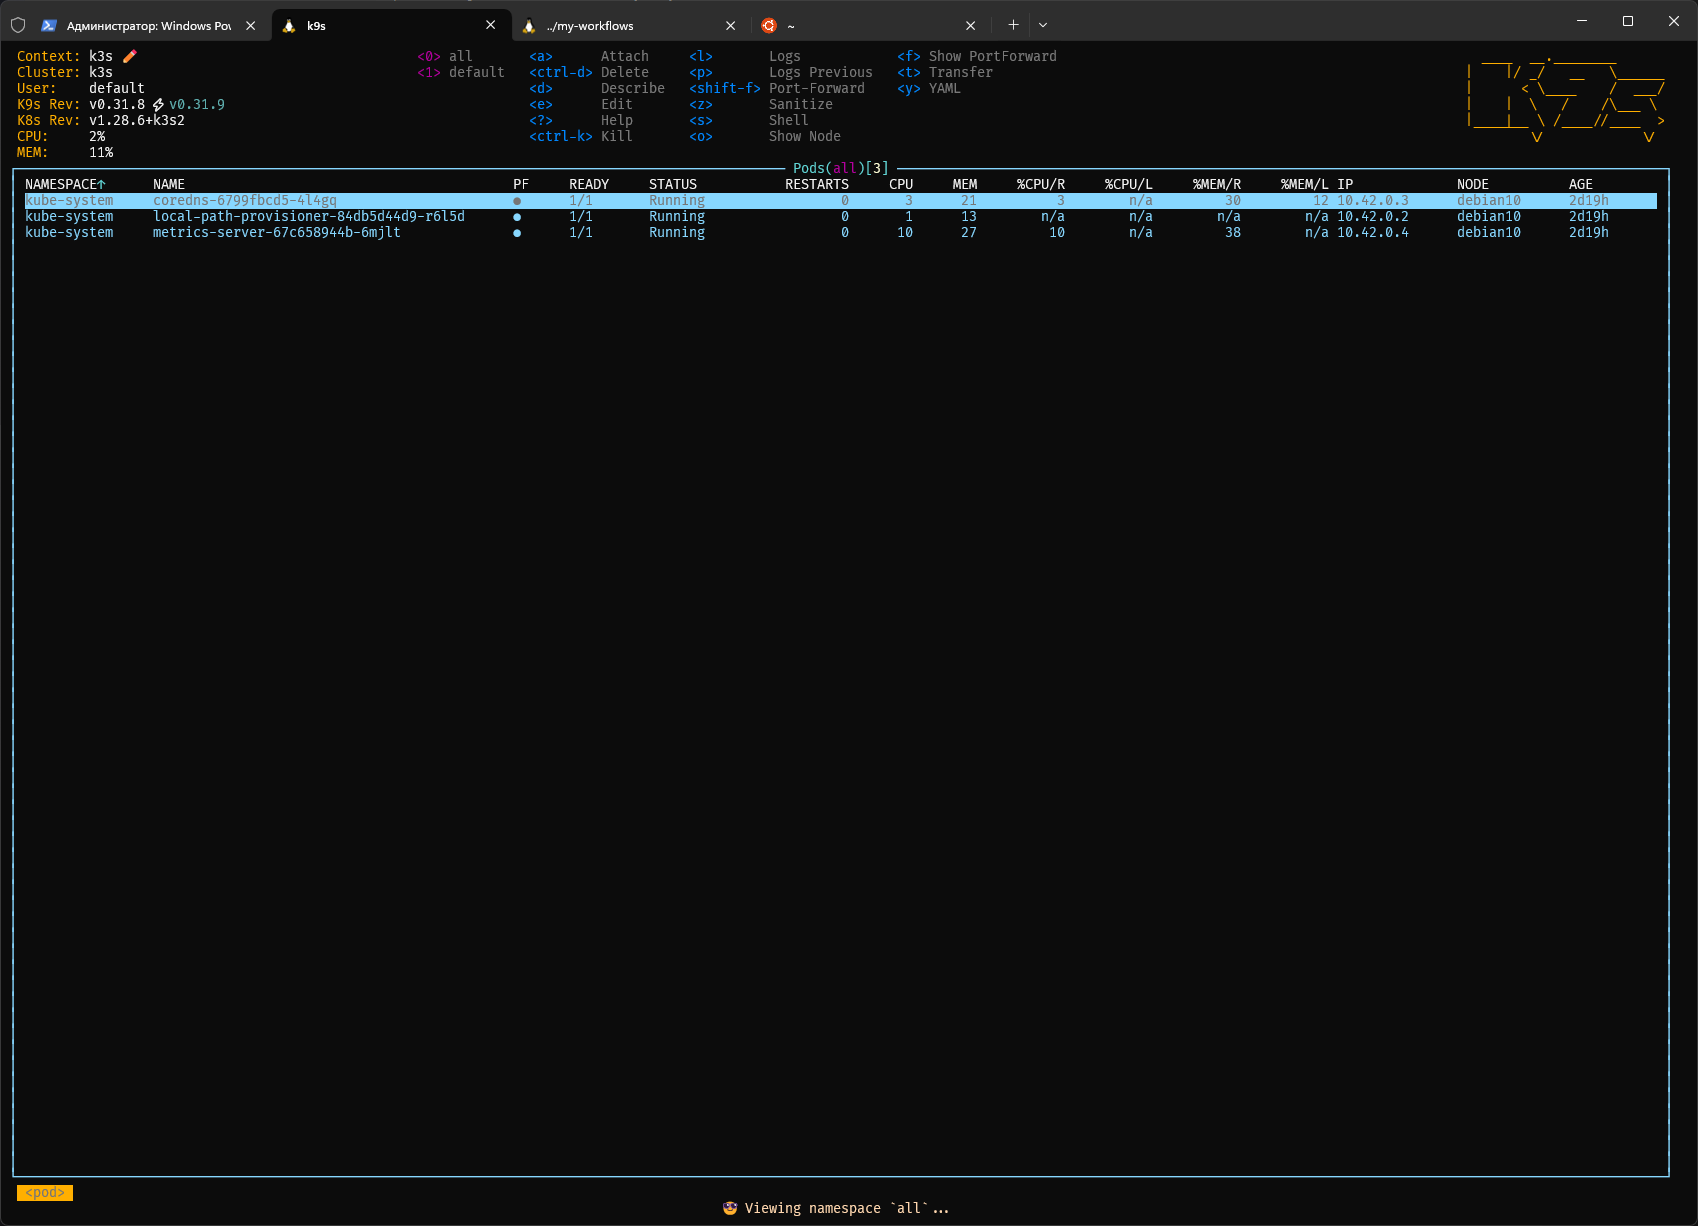 Администратор: Windows Pow
k9s
../my-workflows
~
Context: k3s <0> all <a> Attach <l> Logs <f> Show PortForward
Cluster: k3s <1> default <ctrl-d> Delete <p> Logs Previous <t> Transfer
User: default <d> Describe <shift-f> Port-Forward <y> YAML
K9s Rev: v0.31.8 ⚡v0.31.9 <e> Edit <z> Sanitize
K8s Rev: v1.28.6+k3s2 <?> Help <s> Shell
CPU: 2% <ctrl-k> Kill <o> Show Node
MEM: 11%
Pods(all)[3]
NAMESPACE↑ NAME PF READY STATUS RESTARTS CPU MEM %CPU/R %CPU/L %MEM/R %MEM/L IP NODE AGE
kube-system coredns-6799fbcd5-4l4gq ● 1/1 Running 0 3 21 3 n/a 30 12 10.42.0.3 debian10 2d19h
kube-system local-path-provisioner-84db5d44d9-r6l5d ● 1/1 Running 0 1 13 n/a n/a n/a n/a 10.42.0.2 debian10 2d19h
kube-system metrics-server-67c658944b-6mjlt ● 1/1 Running 0 10 27 10 n/a 38 n/a 10.42.0.4 debian10 2d19h
<pod>
😎 Viewing namespace `all`...